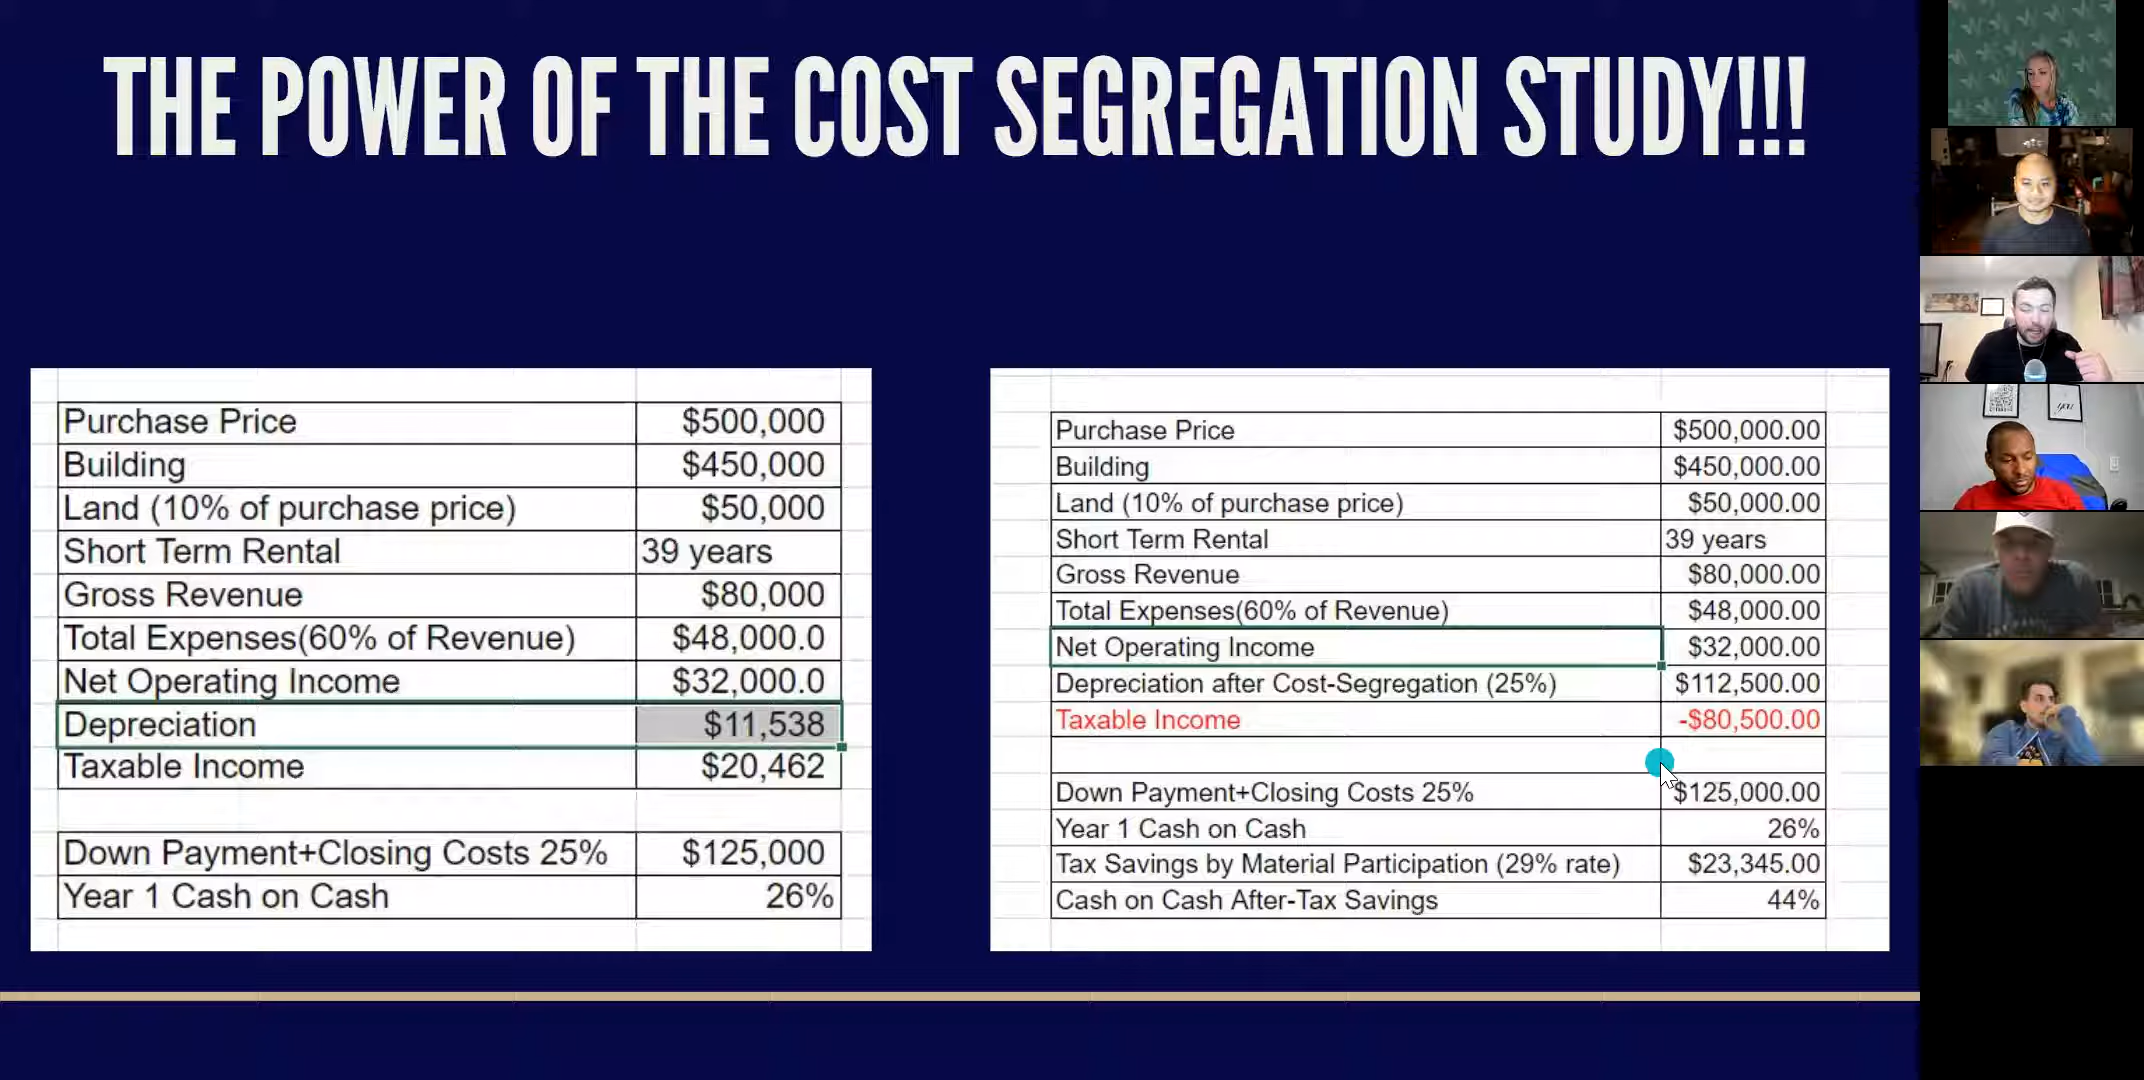 THE POWER OF THE COST SEGREGATION STUDY!!!
Purchase Price $500,000
Building $450,000
Land (10% of purchase price) $50,000
Short Term Rental 39 years
Gross Revenue $80,000
Total Expenses(60% of Revenue) $48,000.0
Net Operating Income $32,000.0
Depreciation $11,538
Taxable Income $20,462
Down Payment+Closing Costs 25% $125,000
Year 1 Cash on Cash 26%
Purchase Price $500,000.00
Building $450,000.00
Land (10% of purchase price) $50,000.00
Short Term Rental 39 years
Gross Revenue $80,000.00
Total Expenses(60% of Revenue) $48,000.00
Net Operating Income $32,000.00
Depreciation after Cost-Segregation (25%) $112,500.00
Taxable Income -$80,500.00
Down Payment+Closing Costs 25% $125,000.00
Year 1 Cash on Cash 26%
Tax Savings by Material Participation (29% rate) $23,345.00
Cash on Cash After-Tax Savings 44%
you